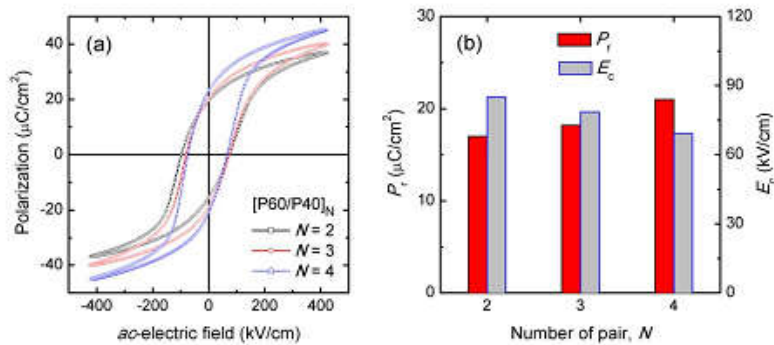 (a)
40
20
0
-20
-40
Polarization (μC/cm²)
[P60/P40]N
N = 2
N = 3
N = 4
-400 -200 0 200 400
ac-electric field (kV/cm)
(b)
Pr
Ec
30
20
10
0
Pr (μC/cm²)
120
90
60
30
0
Ec (kV/cm)
2 3 4
Number of pair, N